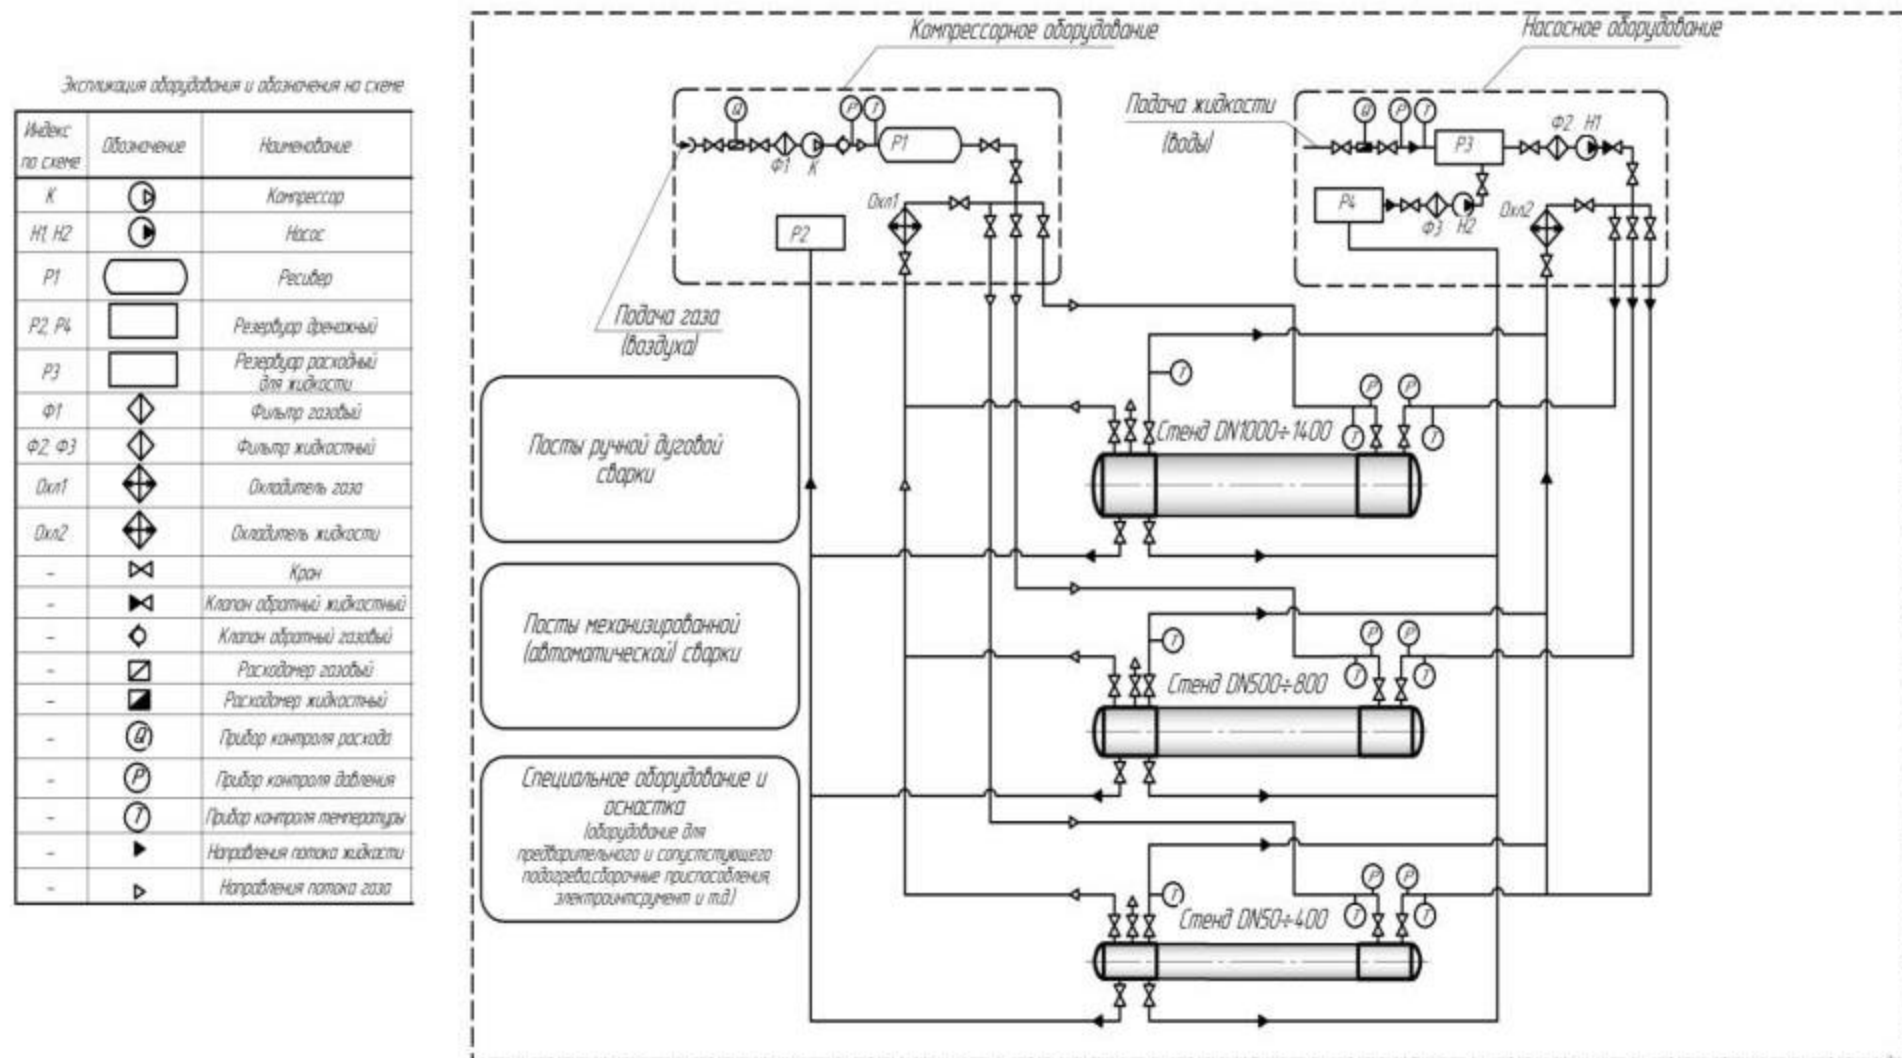 Экспликация оборудования и обозначения на схеме
Индекс по схеме Обозначение Наименование
К Компрессор
Н1, Н2 Насос
Р1 Ресивер
Р2, Р4 Резервуар дренажный
Р3 Резервуар расходный для жидкости
Ф1 Фильтр газовый
Ф2, Ф3 Фильтр жидкостный
Охл1 Охладитель газа
Охл2 Охладитель жидкости
- Кран
- Клапан обратный жидкостный
- Клапан обратный газовый
- Расходомер газовый
- Расходомер жидкостный
- Q Прибор контроля расхода
- P Прибор контроля давления
- T Прибор контроля температуры
- Направления потока жидкости
- Направления потока газа
Компрессорное оборудование
Q
P
T
Р1
Ф1
К
Охл1
Р2
Подача газа
(воздуха)
Насосное оборудование
Подача жидкости
(воды)
Q
P
T
Р3
Ф2
Н1
Р4
Ф3
Н2
Охл2
Посты ручной дуговой
сварки
Посты механизированной
(автоматической) сварки
Специальное оборудование и
оснастка
(оборудование для
предварительного и сопустстующего
подогрева,сборочные приспособления,
электроинтсрумент и т.д.)
T
P
P
Стенд DN1000÷1400
T
T
T
P
P
Стенд DN500÷800
T
T
T
P
P
Стенд DN50÷400
T
T